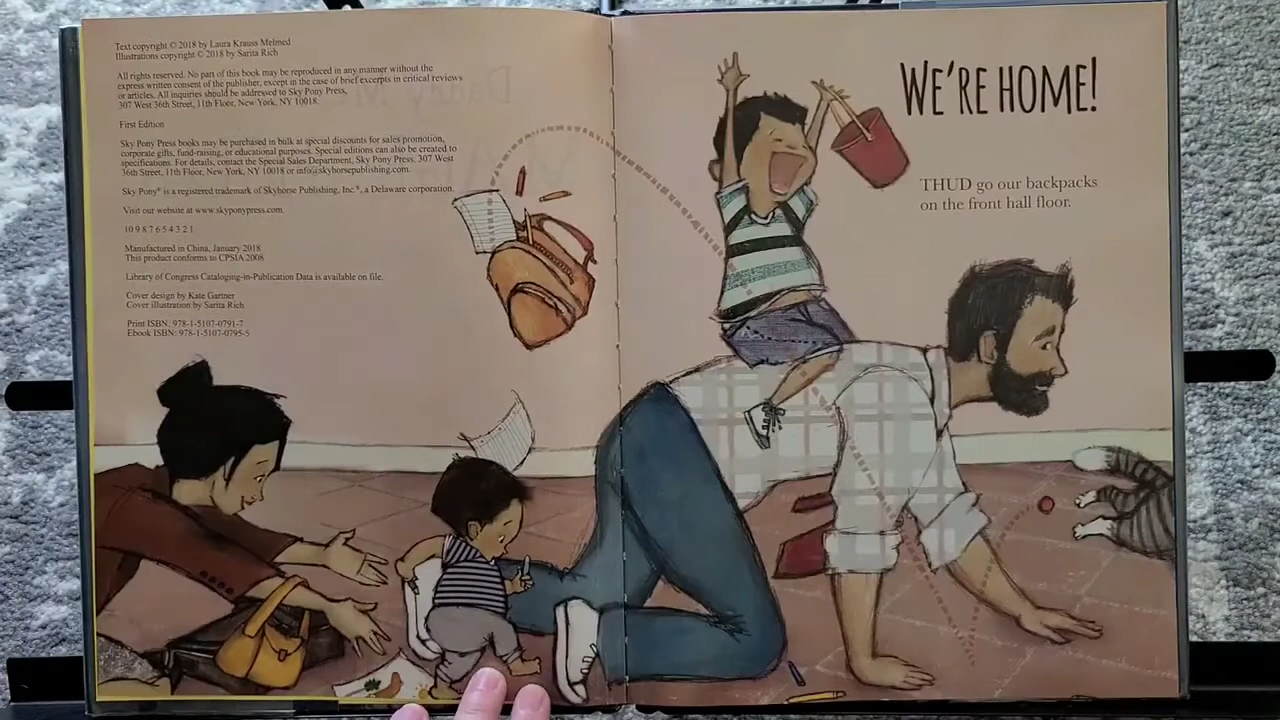 Text copyright © 2018 by Laura Krauss Melmed
Illustrations copyright © 2018 by Sarita Rich
All rights reserved. No part of this book may be reproduced in any manner without the
express written consent of the publisher, except in the case of brief excerpts in critical reviews
or articles. All inquiries should be addressed to Sky Pony Press,
307 West 36th Street, 11th Floor, New York, NY 10018.
First Edition
Sky Pony Press books may be purchased in bulk at special discounts for sales promotion,
corporate gifts, fund-raising, or educational purposes. Special editions can also be created to
specifications. For details, contact the Special Sales Department, Sky Pony Press, 307 West
36th Street, 11th Floor, New York, NY 10018 or info@skyhorsepublishing.com.
Sky Pony® is a registered trademark of Skyhorse Publishing, Inc.®, a Delaware corporation.
Visit our website at www.skyponypress.com.
10 9 8 7 6 5 4 3 2 1
Manufactured in China, January 2018
This product conforms to CPSIA 2008
Library of Congress Cataloging-in-Publication Data is available on file.
Cover design by Kate Gartner
Cover illustration by Sarita Rich
Print ISBN: 978-1-5107-0791-7
Ebook ISBN: 978-1-5107-0795-5
WE'RE HOME!
THUD go our backpacks
on the front hall floor.